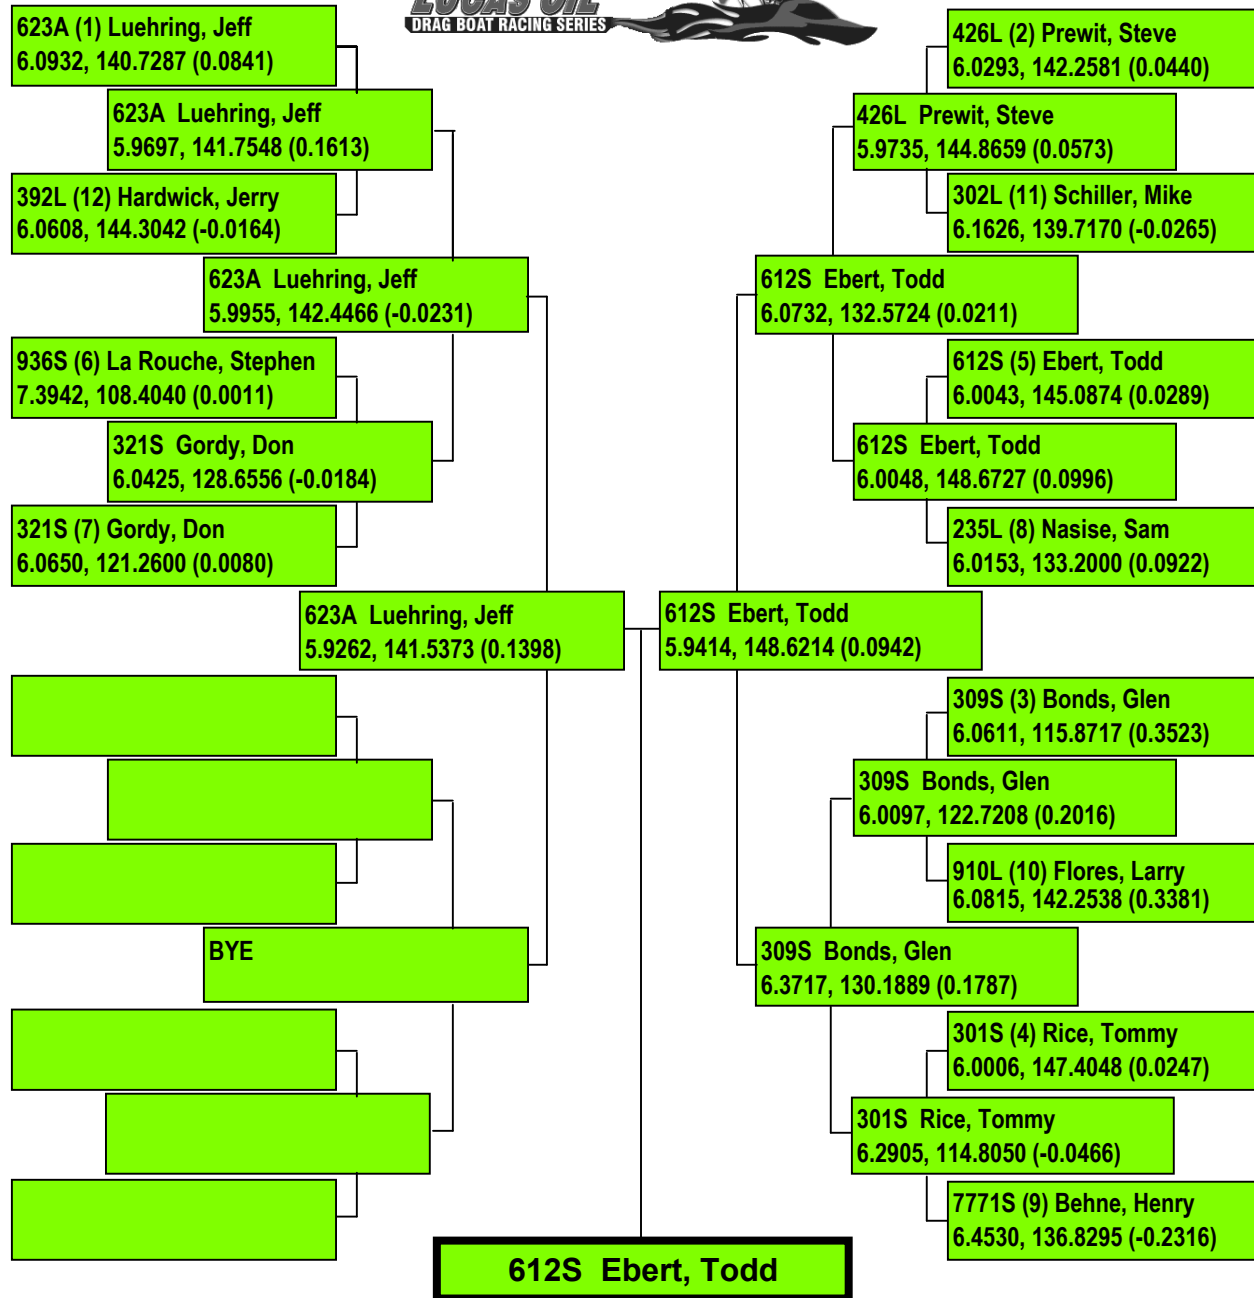 LUCAS OIL
DRAG BOAT RACING SERIES
623A (1) Luehring, Jeff
6.0932, 140.7287 (0.0841)
623A Luehring, Jeff
5.9697, 141.7548 (0.1613)
392L (12) Hardwick, Jerry
6.0608, 144.3042 (-0.0164)
623A Luehring, Jeff
5.9955, 142.4466 (-0.0231)
936S (6) La Rouche, Stephen
7.3942, 108.4040 (0.0011)
321S Gordy, Don
6.0425, 128.6556 (-0.0184)
321S (7) Gordy, Don
6.0650, 121.2600 (0.0080)
623A Luehring, Jeff
5.9262, 141.5373 (0.1398)
BYE
426L (2) Prewit, Steve
6.0293, 142.2581 (0.0440)
426L Prewit, Steve
5.9735, 144.8659 (0.0573)
302L (11) Schiller, Mike
6.1626, 139.7170 (-0.0265)
612S Ebert, Todd
6.0732, 132.5724 (0.0211)
612S (5) Ebert, Todd
6.0043, 145.0874 (0.0289)
612S Ebert, Todd
6.0048, 148.6727 (0.0996)
235L (8) Nasise, Sam
6.0153, 133.2000 (0.0922)
612S Ebert, Todd
5.9414, 148.6214 (0.0942)
309S (3) Bonds, Glen
6.0611, 115.8717 (0.3523)
309S Bonds, Glen
6.0097, 122.7208 (0.2016)
910L (10) Flores, Larry
6.0815, 142.2538 (0.3381)
309S Bonds, Glen
6.3717, 130.1889 (0.1787)
301S (4) Rice, Tommy
6.0006, 147.4048 (0.0247)
301S Rice, Tommy
6.2905, 114.8050 (-0.0466)
7771S (9) Behne, Henry
6.4530, 136.8295 (-0.2316)
612S Ebert, Todd